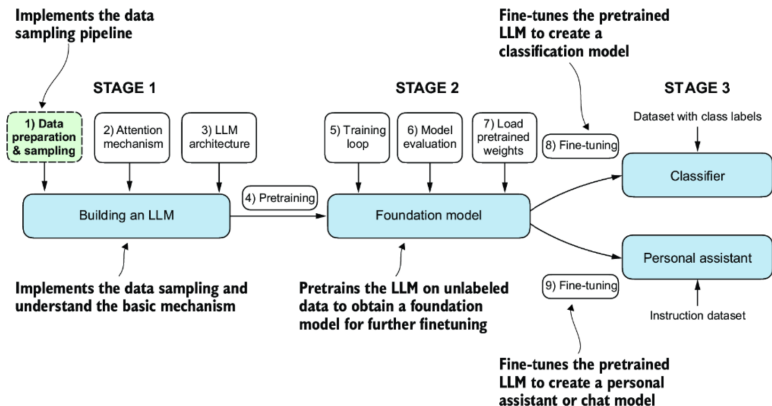 Implements the data
sampling pipeline
Fine-tunes the pretrained
LLM to create a
classification model
STAGE 1
STAGE 2
STAGE 3
1) Data
preparation
& sampling
2) Attention
mechanism
3) LLM
architecture
5) Training
loop
6) Model
evaluation
7) Load
pretrained
weights
8) Fine-tuning
Dataset with class labels
Classifier
4) Pretraining
Building an LLM
Foundation model
Personal assistant
Implements the data sampling and
understand the basic mechanism
Pretrains the LLM on unlabeled
data to obtain a foundation
model for further finetuning
9) Fine-tuning
Instruction dataset
Fine-tunes the pretrained
LLM to create a personal
assistant or chat model